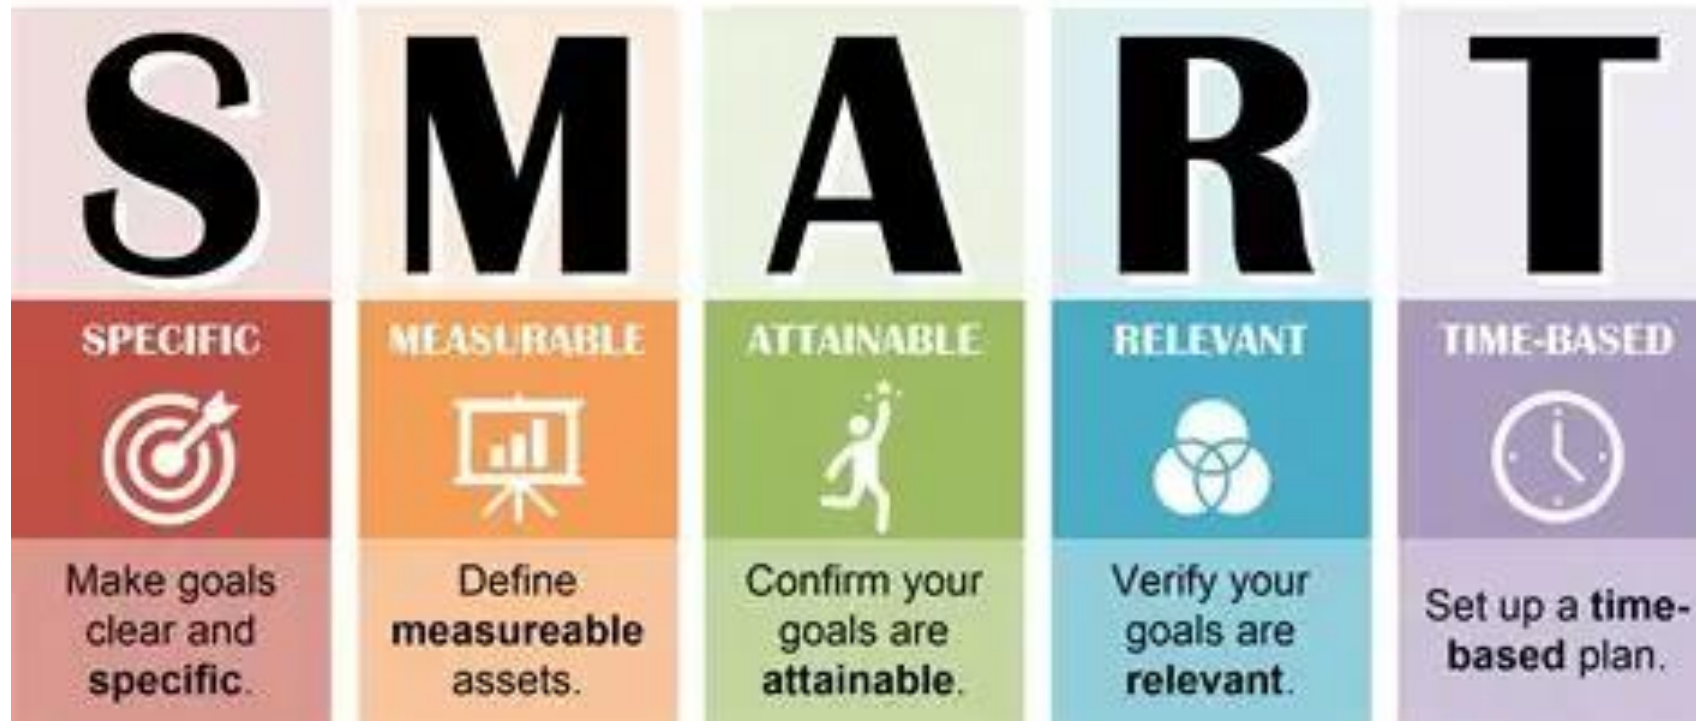 S M A R T
SPECIFIC
MEASURABLE
ATTAINABLE
RELEVANT
TIME-BASED
Make goals
clear and
specific.
Define
measureable
assets.
Confirm your
goals are
attainable.
Verify your
goals are
relevant.
Set up a time-
based plan.